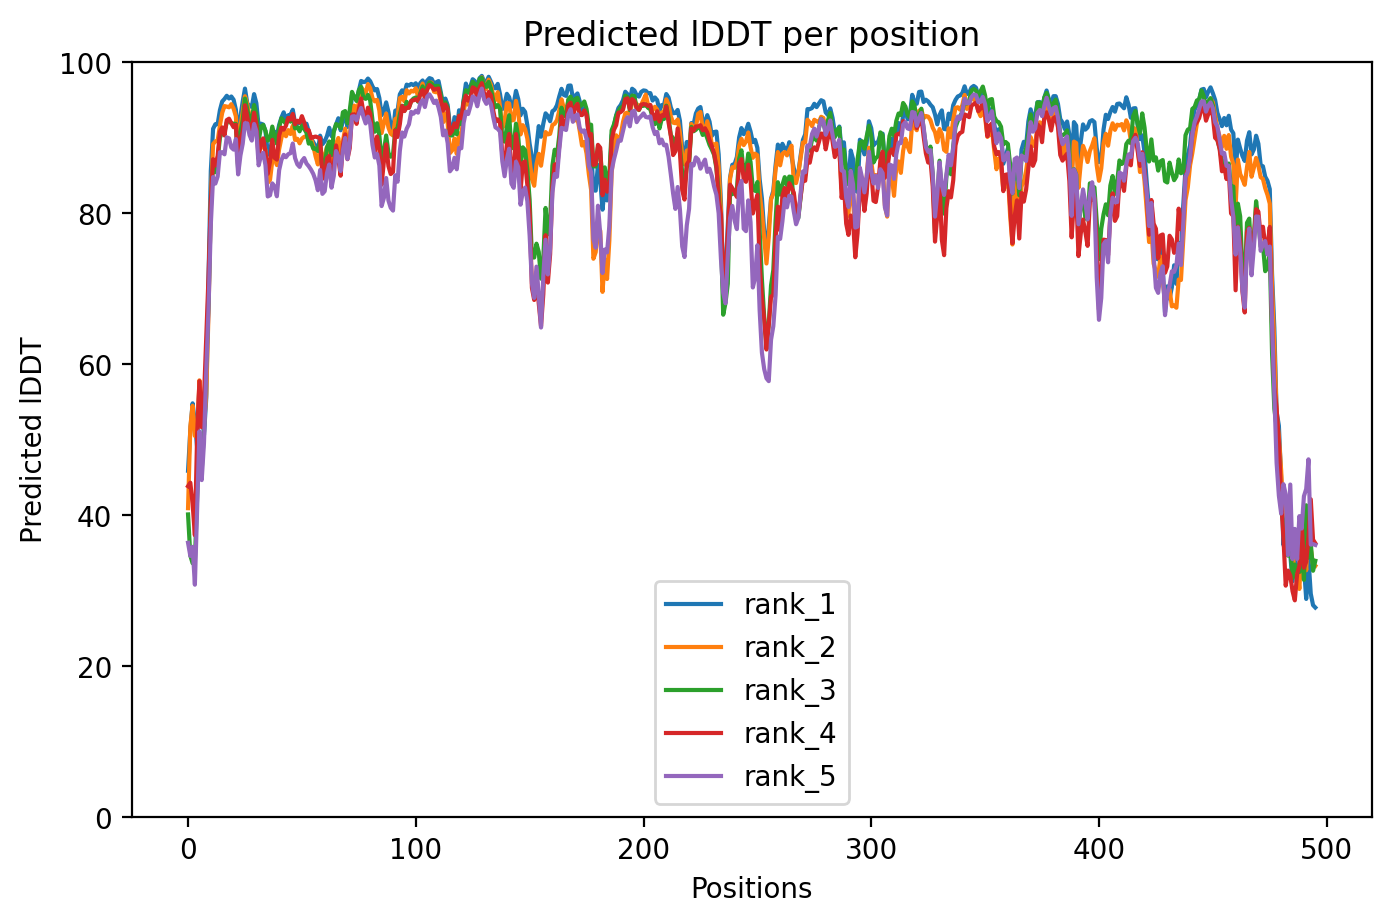 Predicted lDDT per position
100
80
60
40
20
0
Predicted lDDT
rank_1
rank_2
rank_3
rank_4
rank_5
0 100 200 300 400 500
Positions